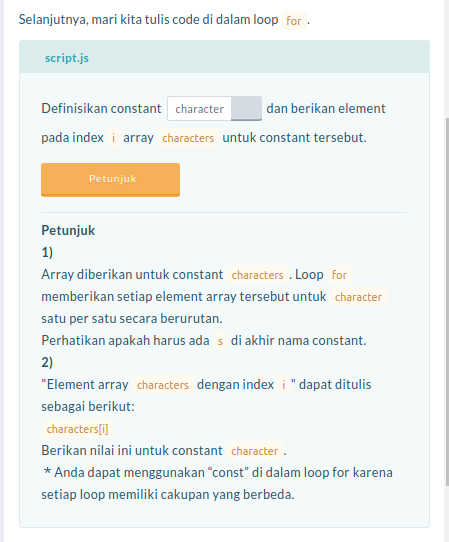 Selanjutnya, mari kita tulis code di dalam loop for .
script.js
Definisikan constant character dan berikan element
pada index i array characters untuk constant tersebut.
Petunjuk
Petunjuk
1)
Array diberikan untuk constant characters . Loop for
memberikan setiap element array tersebut untuk character
satu per satu secara berurutan.
Perhatikan apakah harus ada s di akhir nama constant.
2)
"Element array characters dengan index i " dapat ditulis
sebagai berikut:
characters[i]
Berikan nilai ini untuk constant character .
* Anda dapat menggunakan “const” di dalam loop for karena
setiap loop memiliki cakupan yang berbeda.